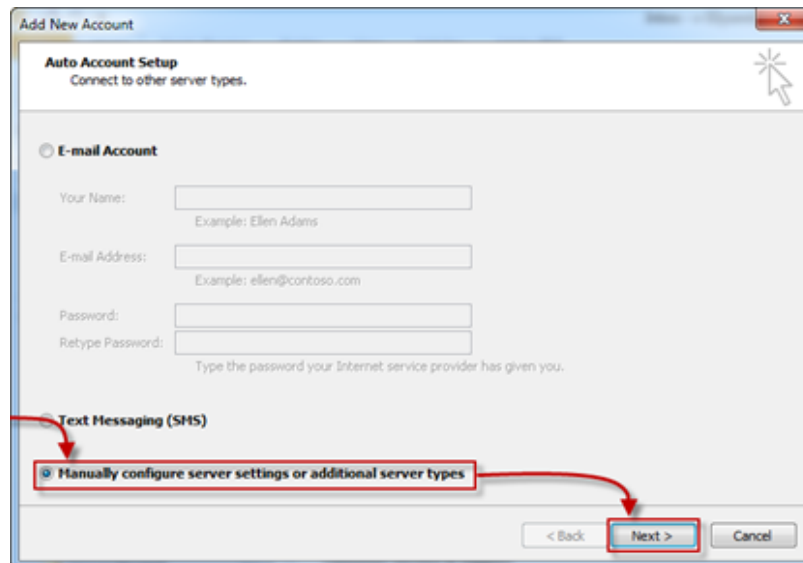 Add New Account
Auto Account Setup
Connect to other server types.
E-mail Account
Your Name:
Example: Ellen Adams
E-mail Address:
Example: ellen@contoso.com
Password:
Retype Password:
Type the password your Internet service provider has given you.
Text Messaging (SMS)
Manually configure server settings or additional server types
< Back Next > Cancel